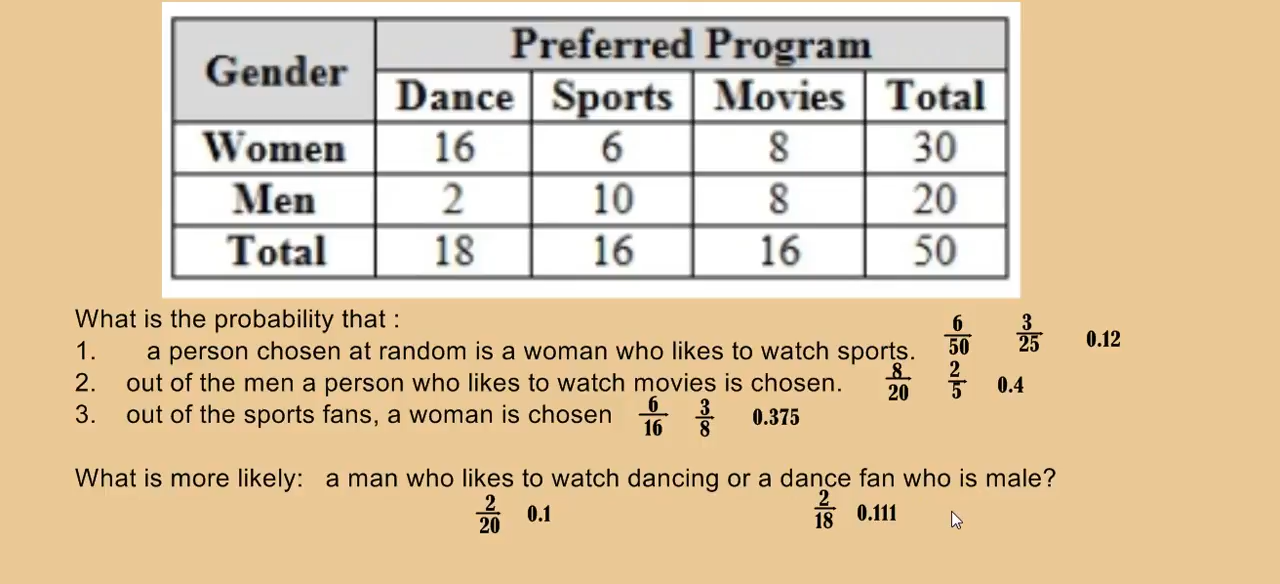 Gender Preferred Program
Dance Sports Movies Total
Women 16 6 8 30
Men 2 10 8 20
Total 18 16 16 50
What is the probability that :
1. a person chosen at random is a woman who likes to watch sports. 6/50 3/25 0.12
2. out of the men a person who likes to watch movies is chosen. 8/20 2/5 0.4
3. out of the sports fans, a woman is chosen 6/16 3/8 0.375
What is more likely: a man who likes to watch dancing or a dance fan who is male?
2/20 0.1 2/18 0.111